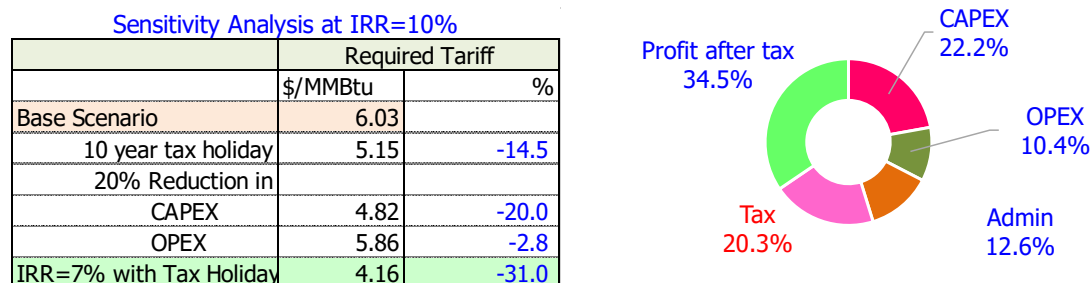 Sensitivity Analysis at IRR=10%
Required Tariff
$/MMBtu %
Base Scenario 6.03
10 year tax holiday 5.15 -14.5
20% Reduction in
CAPEX 4.82 -20.0
OPEX 5.86 -2.8
IRR=7% with Tax Holiday 4.16 -31.0
CAPEX
22.2%
Profit after tax
34.5%
OPEX
10.4%
Tax
20.3%
Admin
12.6%